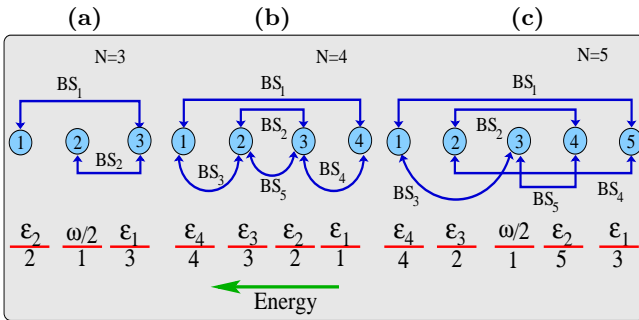 (a) (b) (c)
N=3 N=4 N=5
BS1 BS1 BS1
1 2 3 1 2 3 4 1 2 3 4 5
BS2 BS2 BS2
BS3 BS5 BS4 BS3 BS5 BS4
ε2 ω/2 ε1 ε4 ε3 ε2 ε1 ε4 ε3 ω/2 ε2 ε1
2 1 3 4 3 2 1 4 2 1 5 3
Energy